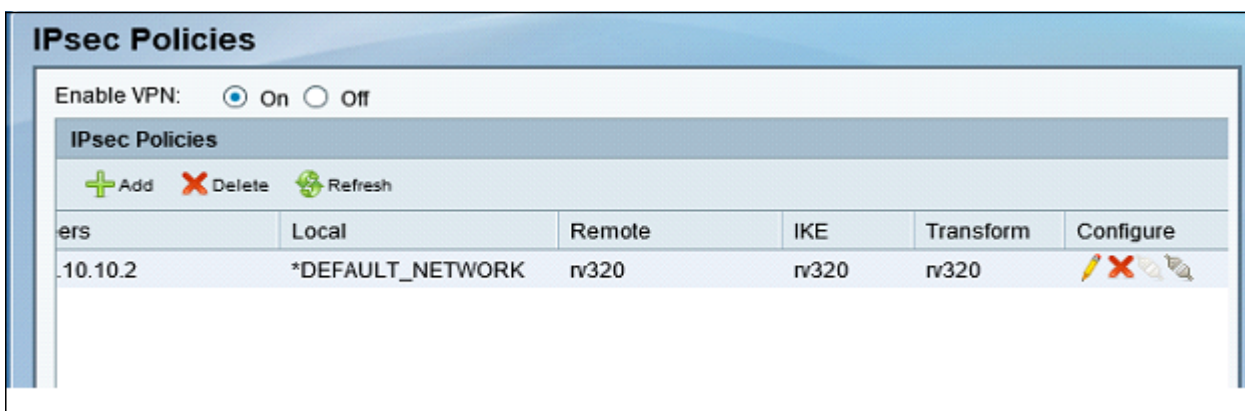 IPsec Policies
Enable VPN: On Off
IPsec Policies
Add Delete Refresh
ers Local Remote IKE Transform Configure
.10.10.2 *DEFAULT_NETWORK rv320 rv320 rv320